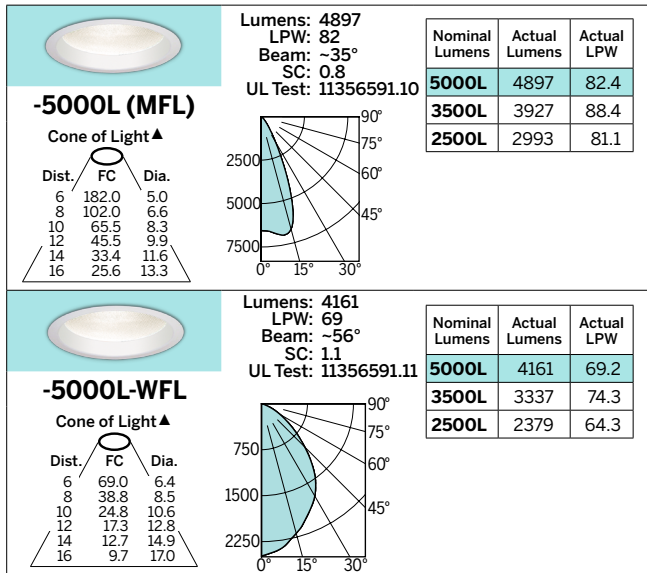 Lumens: 4897
LPW: 82
Beam: ~35°
SC: 0.8
UL Test: 11356591.10
-5000L (MFL)
Cone of Light▲
Dist. FC Dia.
6 182.0 5.0
8 102.0 6.6
10 65.5 8.3
12 45.5 9.9
14 33.4 11.6
16 25.6 13.3
90°
75°
60°
45°
2500
5000
7500
0° 15° 30°
Nominal Lumens Actual Lumens Actual LPW
5000L 4897 82.4
3500L 3927 88.4
2500L 2993 81.1
Lumens: 4161
LPW: 69
Beam: ~56°
SC: 1.1
UL Test: 11356591.11
-5000L-WFL
Cone of Light▲
Dist. FC Dia.
6 69.0 6.4
8 38.8 8.5
10 24.8 10.6
12 17.3 12.8
14 12.7 14.9
16 9.7 17.0
90°
75°
60°
45°
750
1500
2250
0° 15° 30°
Nominal Lumens Actual Lumens Actual LPW
5000L 4161 69.2
3500L 3337 74.3
2500L 2379 64.3